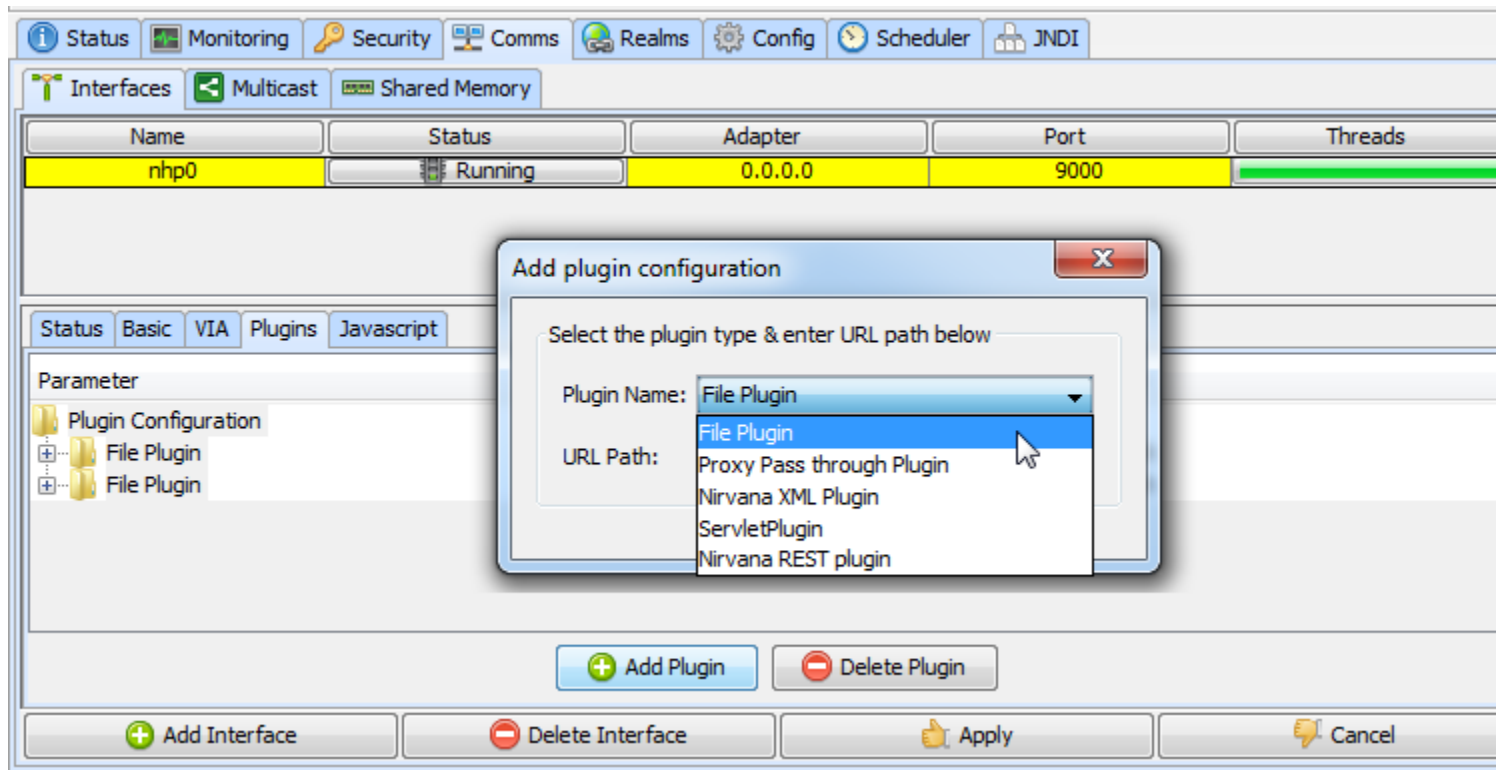 Status Monitoring Security Comms Realms Config Scheduler JNDI
Interfaces Multicast Shared Memory
Name Status Adapter Port Threads
nhp0 Running 0.0.0.0 9000
Add plugin configuration
Status Basic VIA Plugins Javascript
Select the plugin type & enter URL path below
Parameter
Plugin Name: File Plugin
Plugin Configuration
File Plugin
File Plugin
URL Path:
File Plugin
Proxy Pass through Plugin
Nirvana XML Plugin
ServletPlugin
Nirvana REST plugin
Add Plugin Delete Plugin
Add Interface Delete Interface Apply Cancel